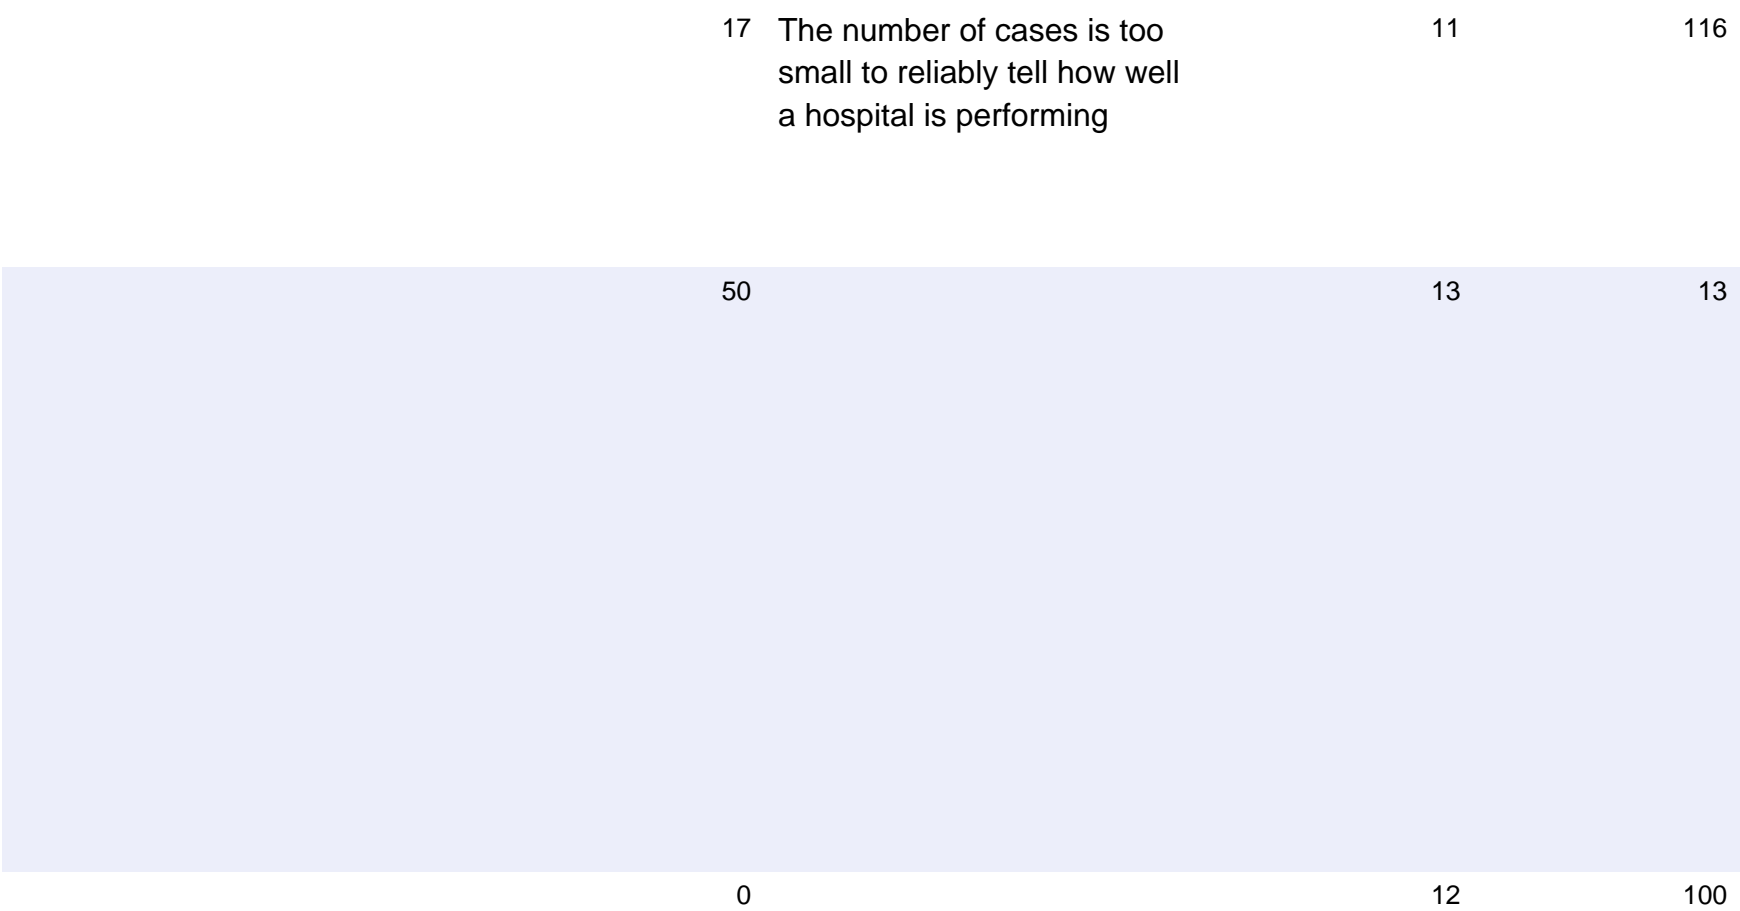 17 The number of cases is too 11 116
small to reliably tell how well
a hospital is performing
50 13 13
0 12 100